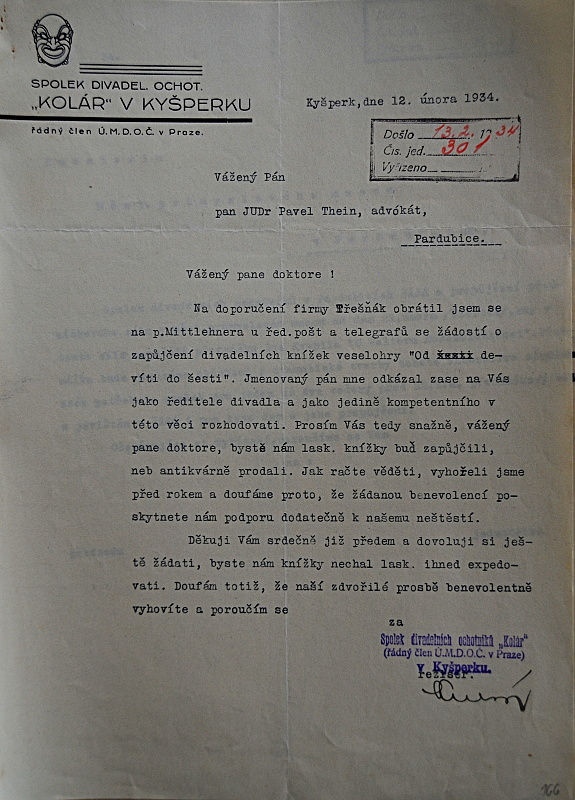 SPOLEK DIVADEL. OCHOT.
„KOLÁR" V KYŠPERKU
řádný člen Ú.M.D.O.Č. v Praze.
Kyšperk, dne 12. února 1934.
Došlo 13.2. 1934
Čís. jed. 301
Vyřízeno
Vážený Pán
pan JUDr Pavel Thein, advókát,
Pardubice.
Vážený pane doktore !
Na doporučení firmy Třešňák obrátil jsem se
na p.Mittlehnera u řed.pošt a telegrafů se žádostí o
zapůjčení divadelních knížek veselohry "Od de-
víti do šesti". Jmenovaný pán mne odkázal zase na Vás
jako ředitele divadla a jako jedině kompetentního v
této věci rozhodovati. Prosím Vás tedy snažně, vážený
pane doktore, bystě nám lask. knížky buď zapůjčili,
neb antikvárně prodali. Jak račte věděti, vyhořeli jsme
před rokem a doufáme proto, že žádanou benevolencí po-
skytnete nám podporu dodatečně k našemu neštěstí.
Děkuji Vám srdečně již předem a dovoluji si ješ-
tě žádati, byste nám knížky nechal lask. ihned expedo-
vati. Doufám totiž, že naší zdvořilé prosbě benevolentně
vyhovíte a poroučím se
za
Spolek divadelních ochotníků „Kolár"
(řádný člen Ú.M.D.O.Č. v Praze)
v Kyšperku.
režisér.
166